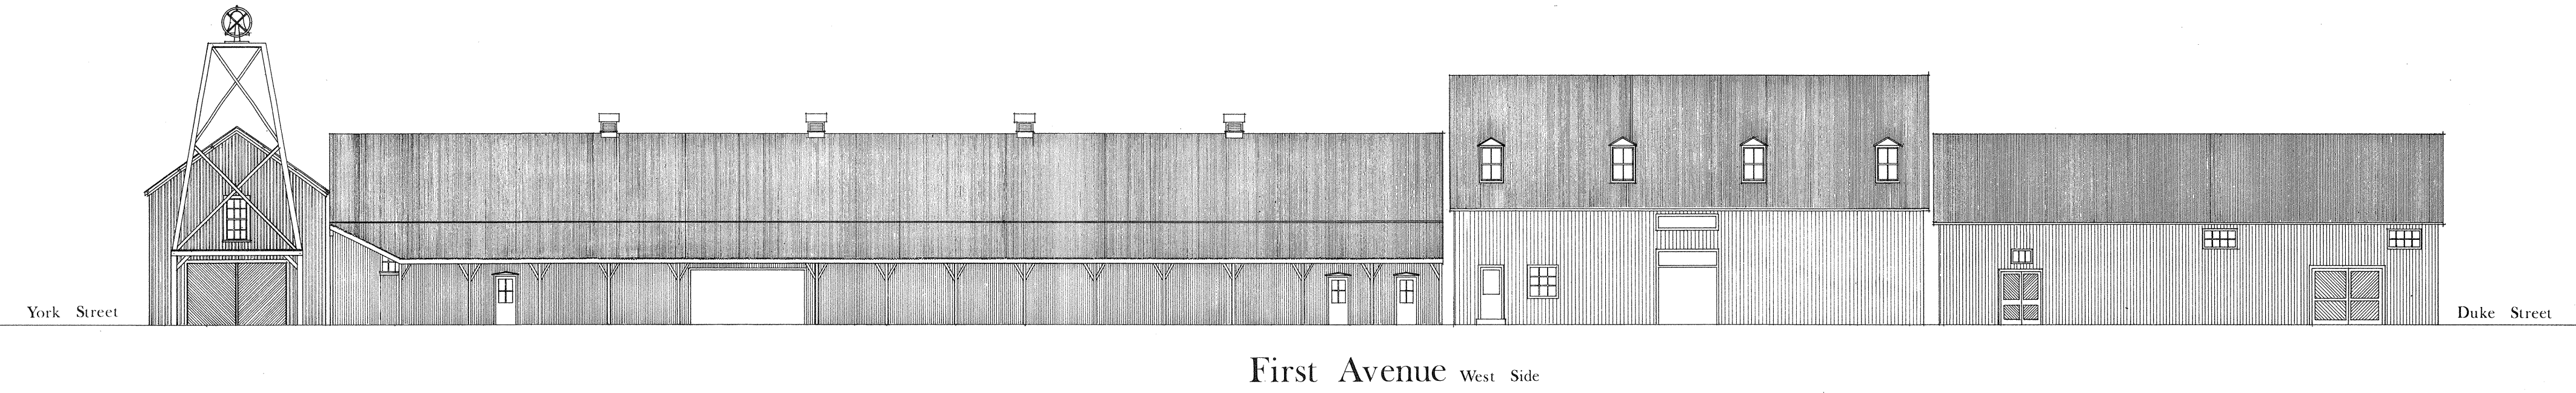 York Street
Duke Street
First Avenue West Side